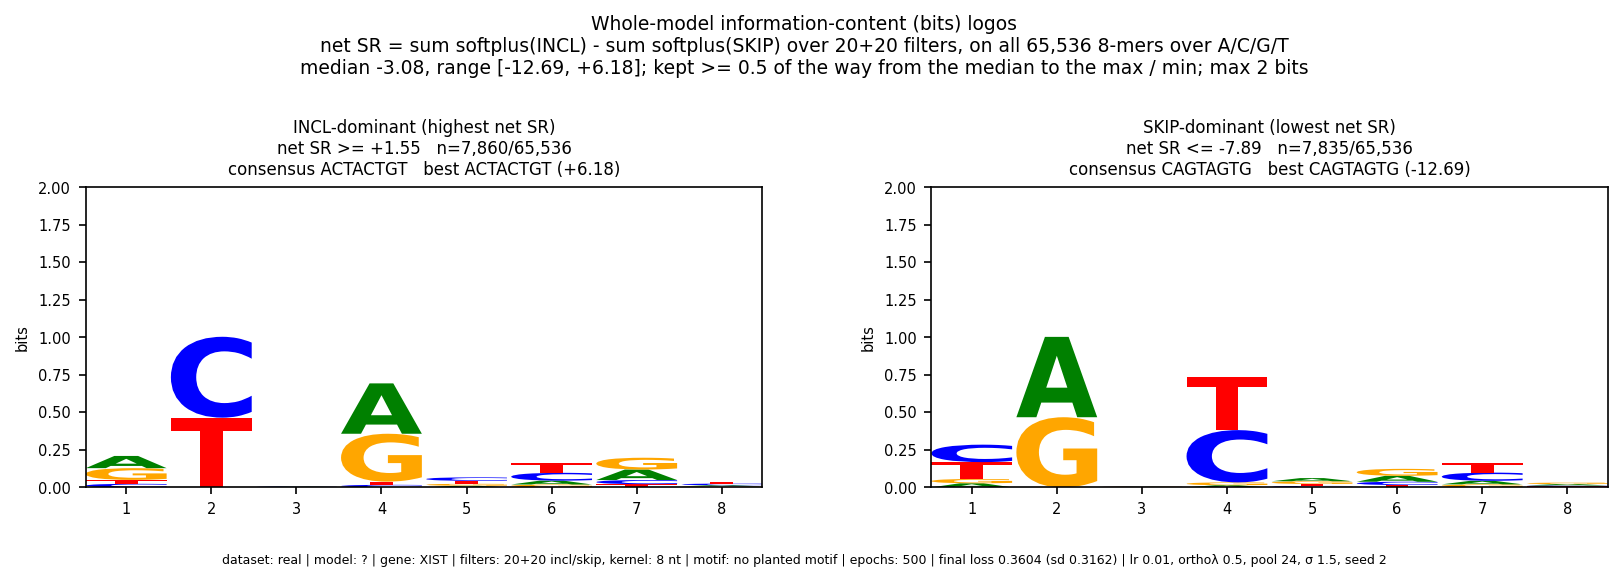 Whole-model information-content (bits) logos
net SR = sum softplus(INCL) - sum softplus(SKIP) over 20+20 filters, on all 65,536 8-mers over A/C/G/T
median -3.08, range [-12.69, +6.18]; kept >= 0.5 of the way from the median to the max / min; max 2 bits
INCL-dominant (highest net SR)
net SR >= +1.55   n=7,860/65,536
consensus ACTACTGT   best ACTACTGT (+6.18)
2.00
1.75
1.50
1.25
1.00
0.75
0.50
0.25
0.00
bits
C
T
A
G
A
G
T
C
T
C
G
A
1 2 3 4 5 6 7 8
SKIP-dominant (lowest net SR)
net SR <= -7.89   n=7,835/65,536
consensus CAGTAGTG   best CAGTAGTG (-12.69)
2.00
1.75
1.50
1.25
1.00
0.75
0.50
0.25
0.00
bits
A
G
T
C
C
T
G
A
T
C
1 2 3 4 5 6 7 8
dataset: real | model: ? | gene: XIST | filters: 20+20 incl/skip, kernel: 8 nt | motif: no planted motif | epochs: 500 | final loss 0.3604 (sd 0.3162) | lr 0.01, orthoλ 0.5, pool 24, σ 1.5, seed 2